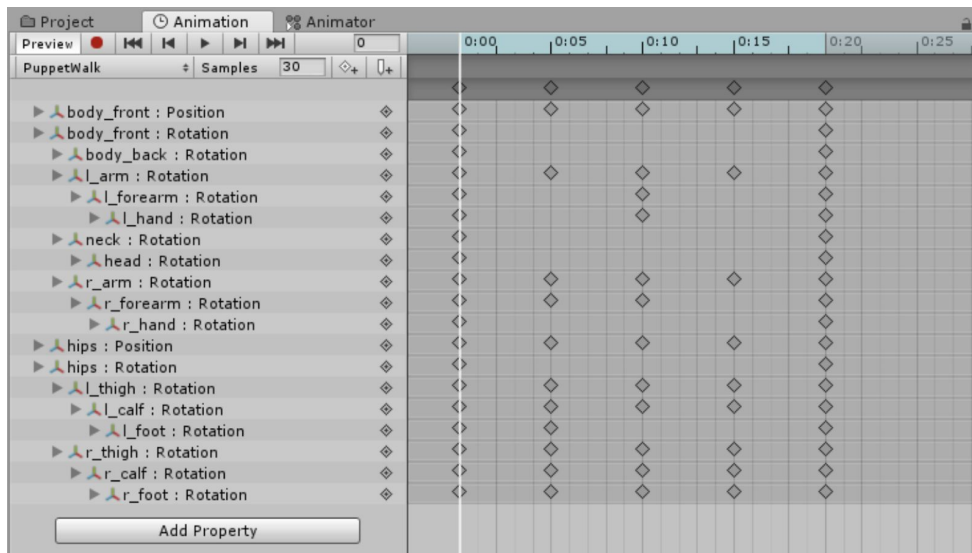 Project Animation Animator
Preview 0 0:00 0:05 0:10 0:15 0:20 0:25
PuppetWalk Samples 30
body_front : Position
body_front : Rotation
body_back : Rotation
l_arm : Rotation
l_forearm : Rotation
l_hand : Rotation
neck : Rotation
head : Rotation
r_arm : Rotation
r_forearm : Rotation
r_hand : Rotation
hips : Position
hips : Rotation
l_thigh : Rotation
l_calf : Rotation
l_foot : Rotation
r_thigh : Rotation
r_calf : Rotation
r_foot : Rotation
Add Property